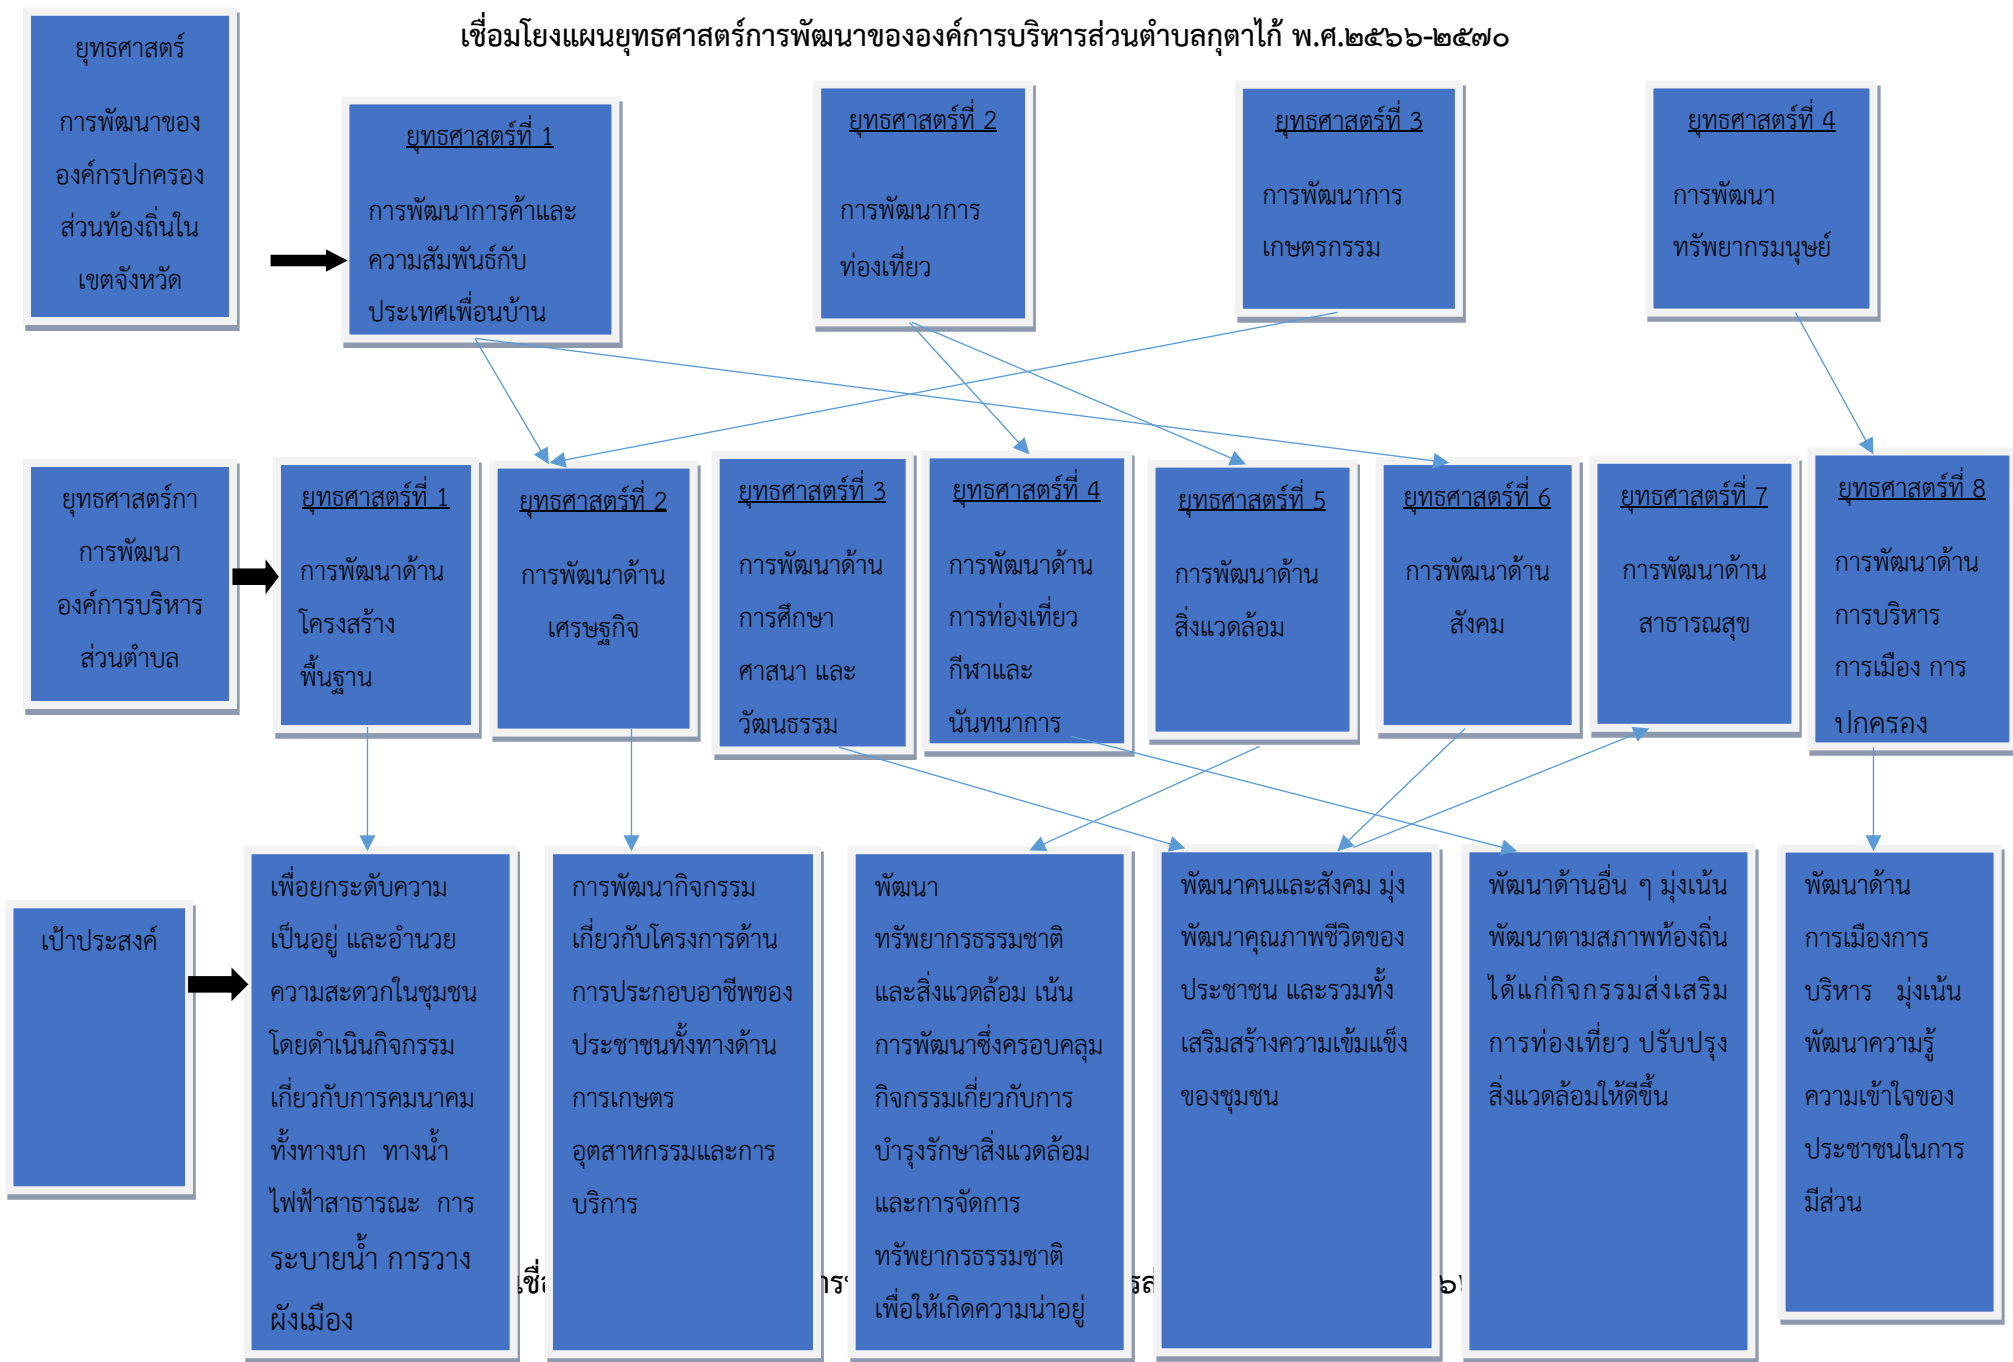 เชื่อมโยงแผนยุทธศาสตร์การพัฒนาขององค์การบริหารส่วนตำบลกุตาไก้ พ.ศ.๒๕๖๖-๒๕๗๐
ยุทธศาสตร์
การพัฒนาของ
องค์กรปกครอง
ส่วนท้องถิ่นใน
เขตจังหวัด
ยุทธศาสตร์ที่ 1
การพัฒนาการค้าและ
ความสัมพันธ์กับ
ประเทศเพื่อนบ้าน
ยุทธศาสตร์ที่ 2
การพัฒนาการ
ท่องเที่ยว
ยุทธศาสตร์ที่ 3
การพัฒนาการ
เกษตรกรรม
ยุทธศาสตร์ที่ 4
การพัฒนา
ทรัพยากรมนุษย์
ยุทธศาสตร์กา
การพัฒนา
องค์การบริหาร
ส่วนตำบล
ยุทธศาสตร์ที่ 1
การพัฒนาด้าน
โครงสร้าง
พื้นฐาน
ยุทธศาสตร์ที่ 2
การพัฒนาด้าน
เศรษฐกิจ
ยุทธศาสตร์ที่ 3
การพัฒนาด้าน
การศึกษา
ศาสนา และ
วัฒนธรรม
ยุทธศาสตร์ที่ 4
การพัฒนาด้าน
การท่องเที่ยว
กีฬาและ
นันทนาการ
ยุทธศาสตร์ที่ 5
การพัฒนาด้าน
สิ่งแวดล้อม
ยุทธศาสตร์ที่ 6
การพัฒนาด้าน
สังคม
ยุทธศาสตร์ที่ 7
การพัฒนาด้าน
สาธารณสุข
ยุทธศาสตร์ที่ 8
การพัฒนาด้าน
การบริหาร
การเมือง การ
ปกครอง
เป้าประสงค์
เพื่อยกระดับความ
เป็นอยู่ และอำนวย
ความสะดวกในชุมชน
โดยดำเนินกิจกรรม
เกี่ยวกับการคมนาคม
ทั้งทางบก ทางน้ำ
ไฟฟ้าสาธารณะ การ
ระบายน้ำ การวาง
ผังเมือง
การพัฒนากิจกรรม
เกี่ยวกับโครงการด้าน
การประกอบอาชีพของ
ประชาชนทั้งทางด้าน
การเกษตร
อุตสาหกรรมและการ
บริการ
พัฒนา
ทรัพยากรธรรมชาติ
และสิ่งแวดล้อม เน้น
การพัฒนาซึ่งครอบคลุม
กิจกรรมเกี่ยวกับการ
บำรุงรักษาสิ่งแวดล้อม
และการจัดการ
ทรัพยากรธรรมชาติ
เพื่อให้เกิดความน่าอยู่
พัฒนาคนและสังคม มุ่ง
พัฒนาคุณภาพชีวิตของ
ประชาชน และรวมทั้ง
เสริมสร้างความเข้มแข็ง
ของชุมชน
พัฒนาด้านอื่น ๆ มุ่งเน้น
พัฒนาตามสภาพท้องถิ่น
ได้แก่กิจกรรมส่งเสริม
การท่องเที่ยว ปรับปรุง
สิ่งแวดล้อมให้ดีขึ้น
พัฒนาด้าน
การเมืองการ
บริหาร มุ่งเน้น
พัฒนาความรู้
ความเข้าใจของ
ประชาชนในการ
มีส่วน